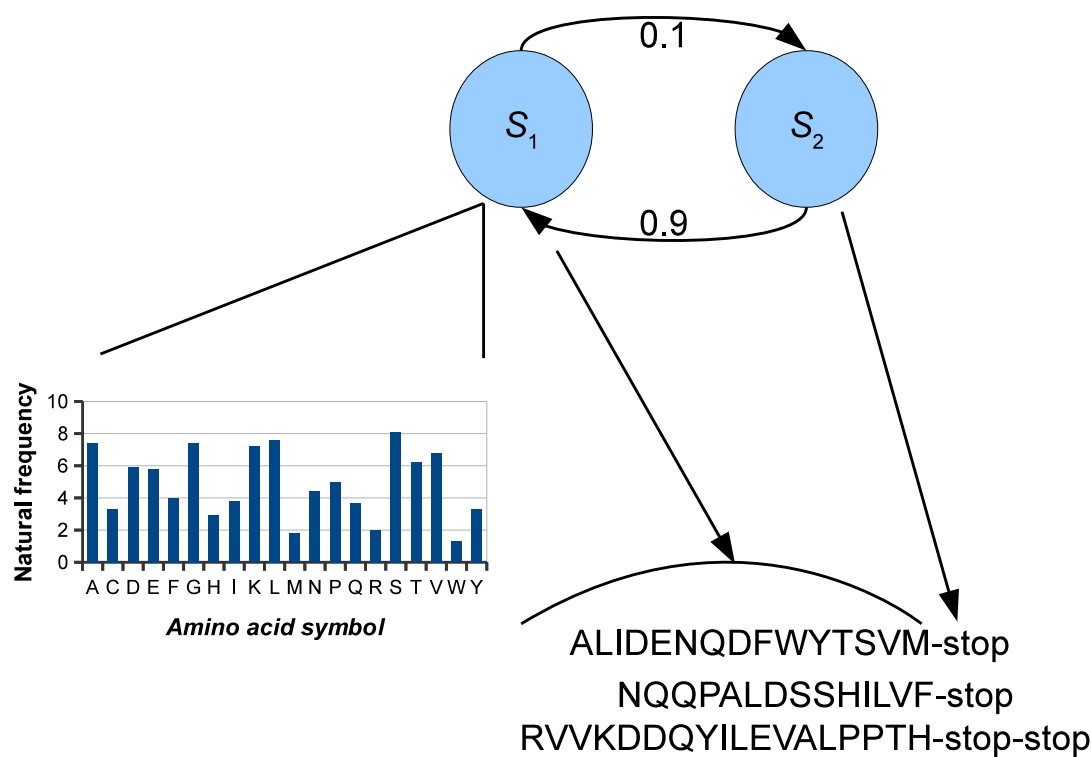 0.1
S1
S2
0.9
Natural frequency
10
8
6
4
2
0
A C D E F G H I K L M N P Q R S T V W Y
Amino acid symbol
ALIDENQDFWYTSVM-stop
NQQPALDSSHILVF-stop
RVVKDDQYILEVALPPTH-stop-stop